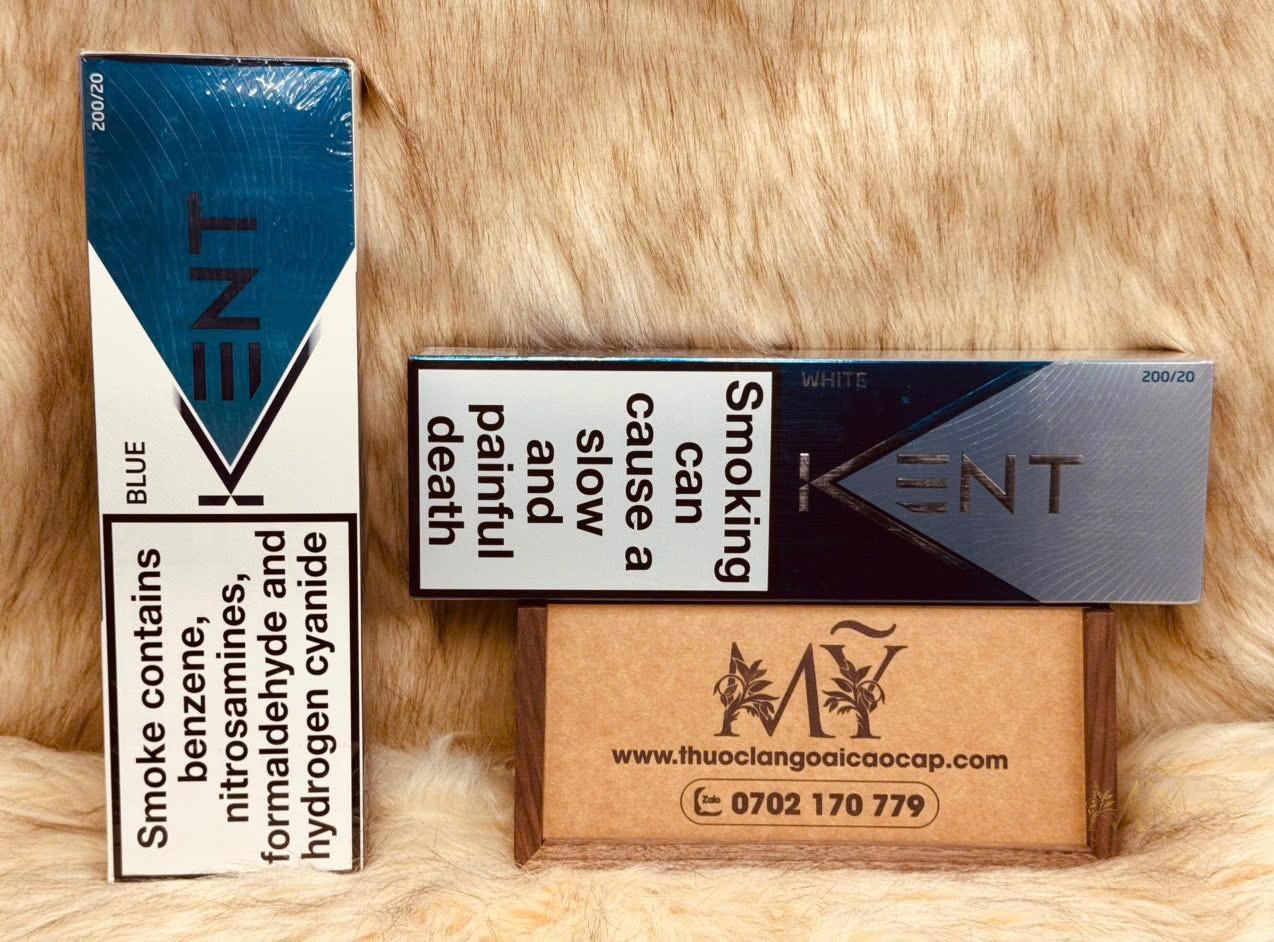 200/20
KENT
BLUE
Smoke contains
benzene,
nitrosamines,
formaldehyde and
hydrogen cyanide
Smoking
can
cause a
slow
and
painful
death
WHITE
200/20
KENT
MỸ
www.thuoclangoaicaocap.com
Zalo 0702 170 779